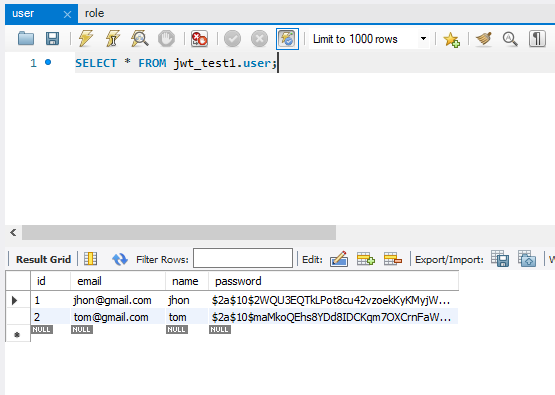 user × role
Limit to 1000 rows
1 SELECT * FROM jwt_test1.user;
Result Grid Filter Rows: Edit: Export/Import: W
id email name password
1 jhon@gmail.com jhon $2a$10$2WQU3EQTkLPot8cu42vzoekKyKMyjW...
2 tom@gmail.com tom $2a$10$maMkoQEhs8YDd8IDCKqm7OXCrnFaW...
NULL NULL NULL NULL